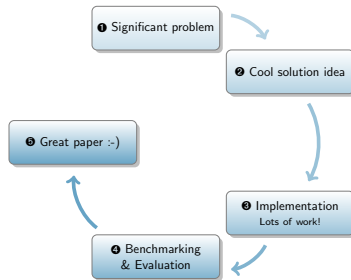 ❶ Significant problem
❷ Cool solution idea
❸ Implementation
Lots of work!
❹ Benchmarking
& Evaluation
❺ Great paper :-)